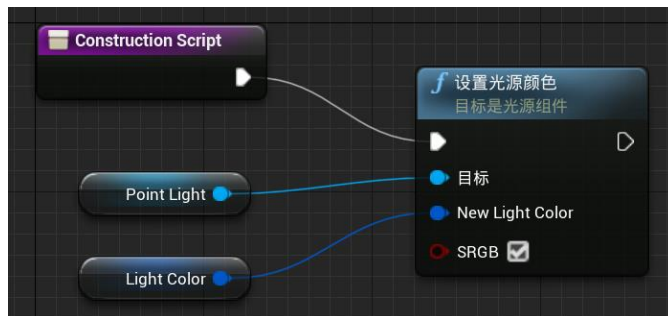 Construction Script
f 设置光源颜色
目标是光源组件
Point Light
目标
New Light Color
Light Color
SRGB